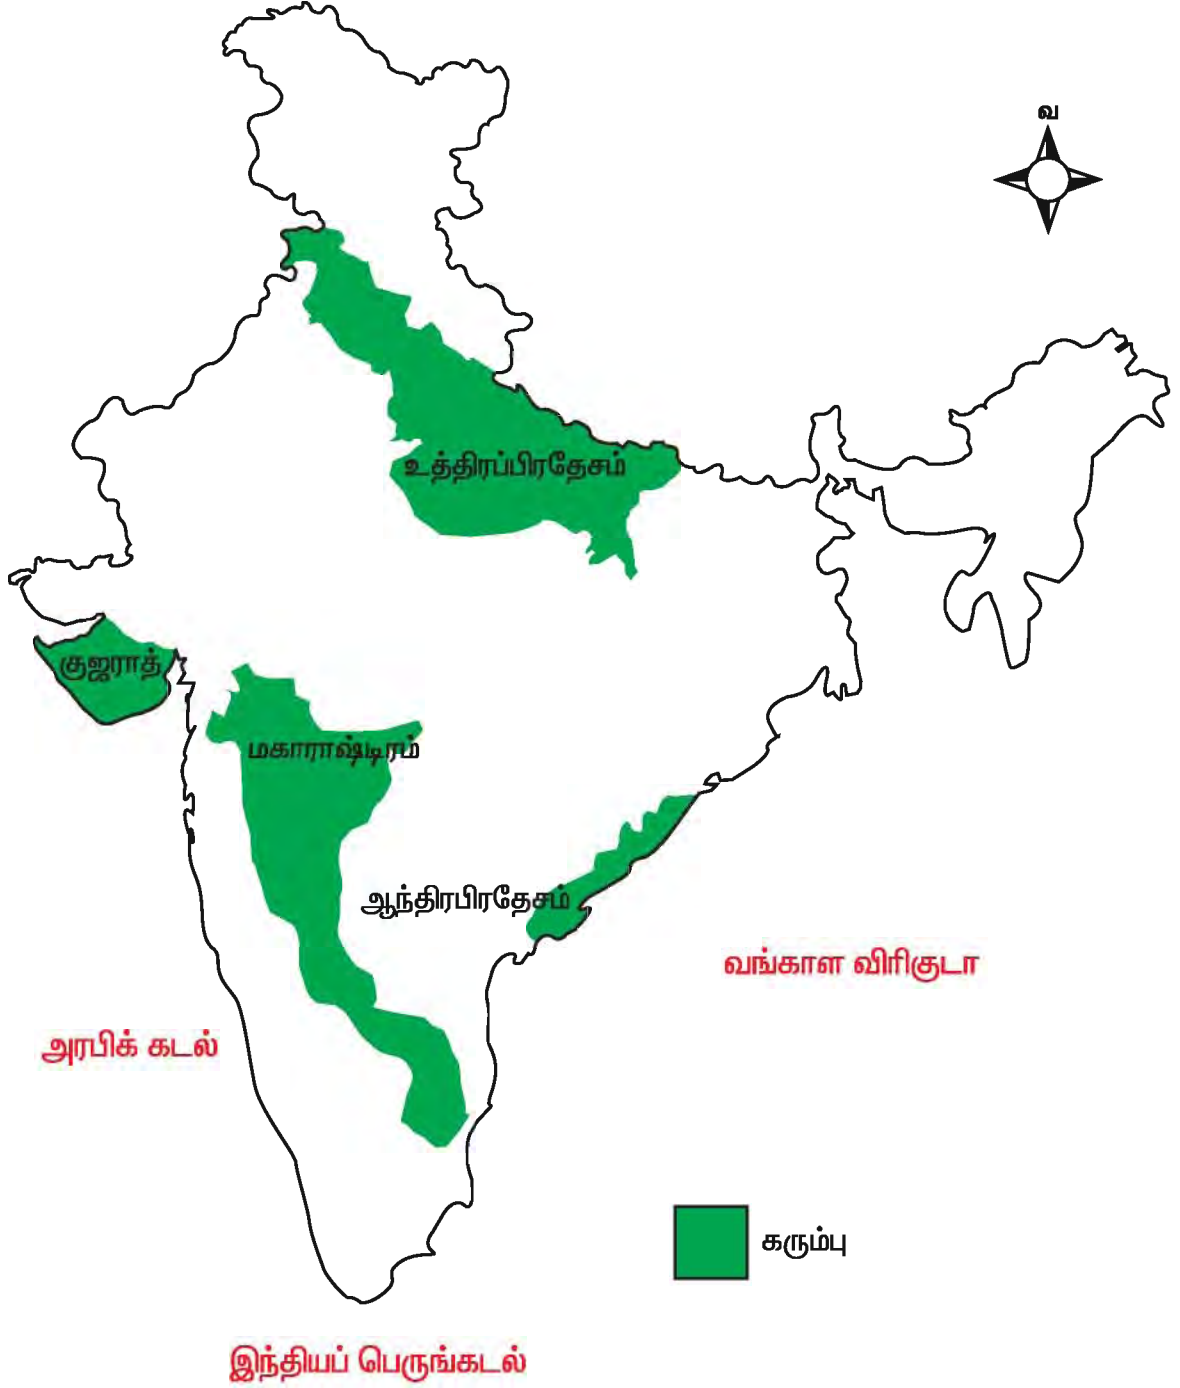 வ
உத்திரப்பிரதேசம்
குஜராத்
மகாராஷ்டிரம்
ஆந்திரபிரதேசம்
வங்காள விரிகுடா
அரபிக் கடல்
கரும்பு
இந்தியப் பெருங்கடல்